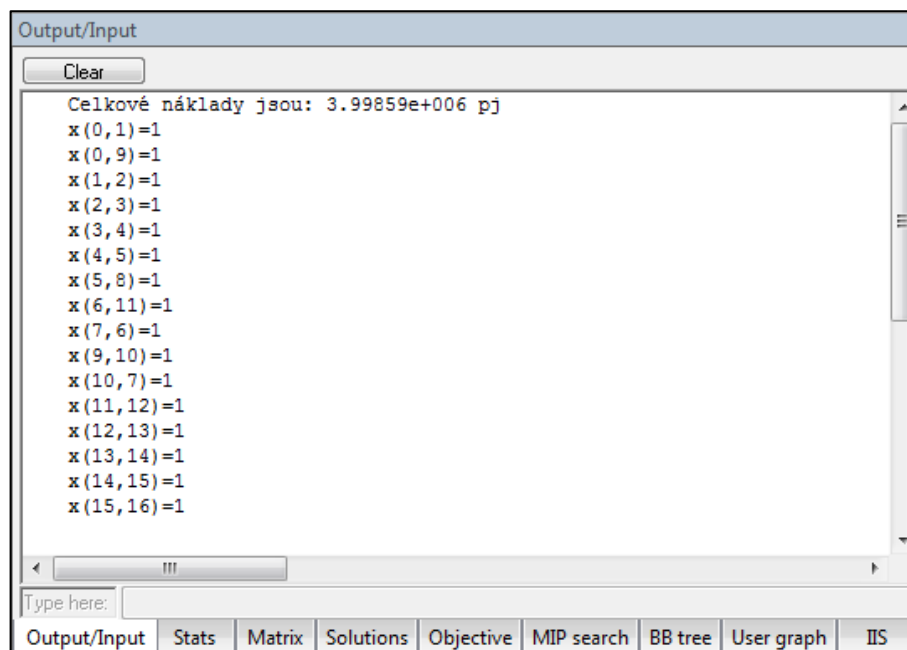 Output/Input
Clear
Celkové náklady jsou: 3.99859e+006 pj
x(0,1)=1
x(0,9)=1
x(1,2)=1
x(2,3)=1
x(3,4)=1
x(4,5)=1
x(5,8)=1
x(6,11)=1
x(7,6)=1
x(9,10)=1
x(10,7)=1
x(11,12)=1
x(12,13)=1
x(13,14)=1
x(14,15)=1
x(15,16)=1
Type here:
Output/Input Stats Matrix Solutions Objective MIP search BB tree User graph IIS